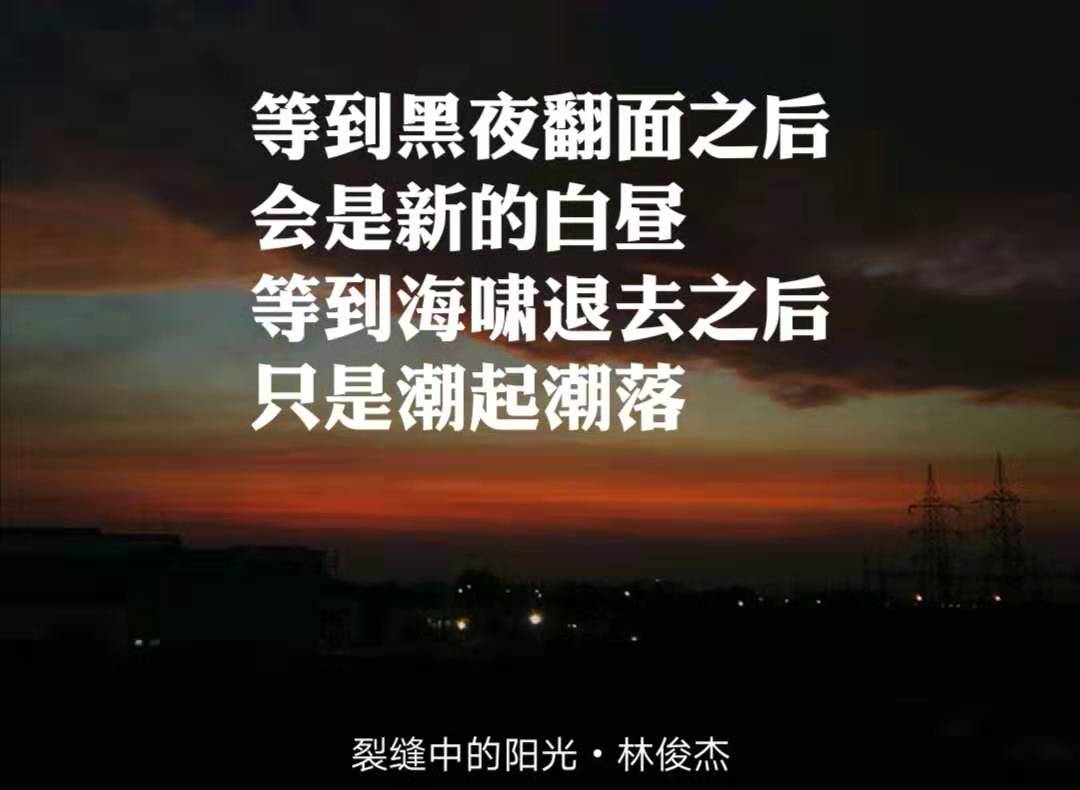 等到黑夜翻面之后
会是新的白昼
等到海啸退去之后
只是潮起潮落
裂缝中的阳光·林俊杰